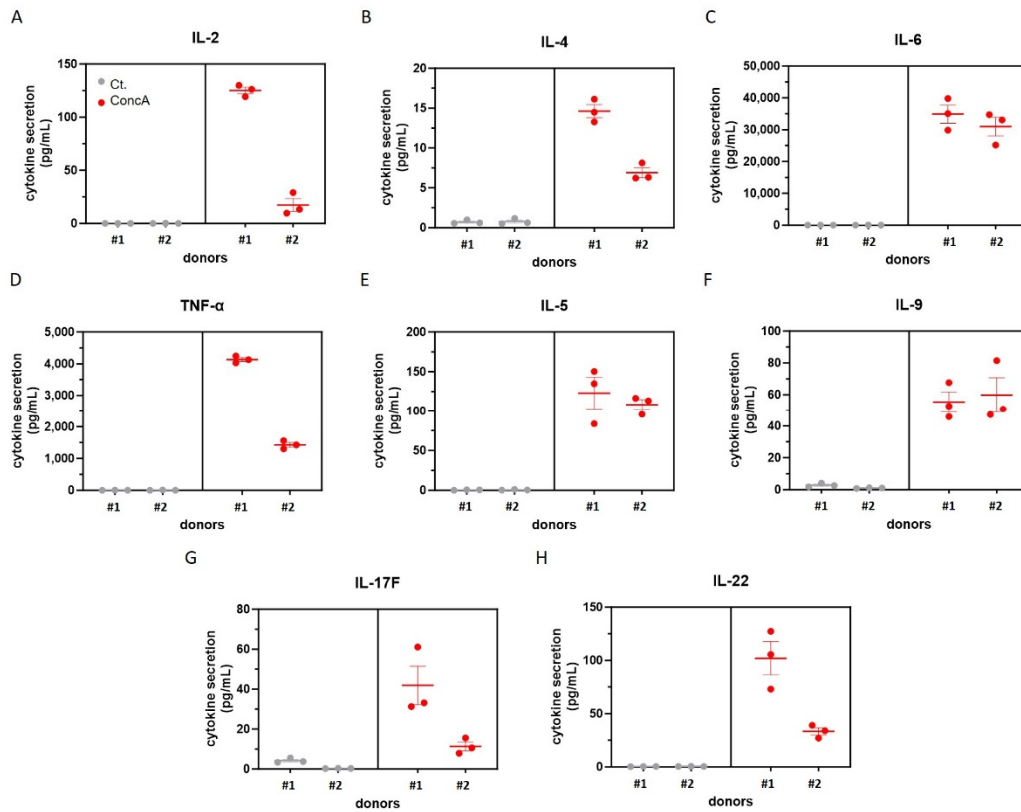 A
IL-2
cytokine secretion
(pg/mL)
150
100
50
0
Ct.
ConcA
#1 #2 #1 #2
donors
B
IL-4
cytokine secretion
(pg/mL)
20
15
10
5
0
#1 #2 #1 #2
donors
C
IL-6
cytokine secretion
(pg/mL)
50,000
40,000
30,000
20,000
10,000
0
#1 #2 #1 #2
donors
D
TNF-α
cytokine secretion
(pg/mL)
5,000
4,000
3,000
2,000
1,000
0
#1 #2 #1 #2
donors
E
IL-5
cytokine secretion
(pg/mL)
200
150
100
50
0
#1 #2 #1 #2
donors
F
IL-9
cytokine secretion
(pg/mL)
100
80
60
40
20
0
#1 #2 #1 #2
donors
G
IL-17F
cytokine secretion
(pg/mL)
80
60
40
20
0
#1 #2 #1 #2
donors
H
IL-22
cytokine secretion
(pg/mL)
150
100
50
0
#1 #2 #1 #2
donors